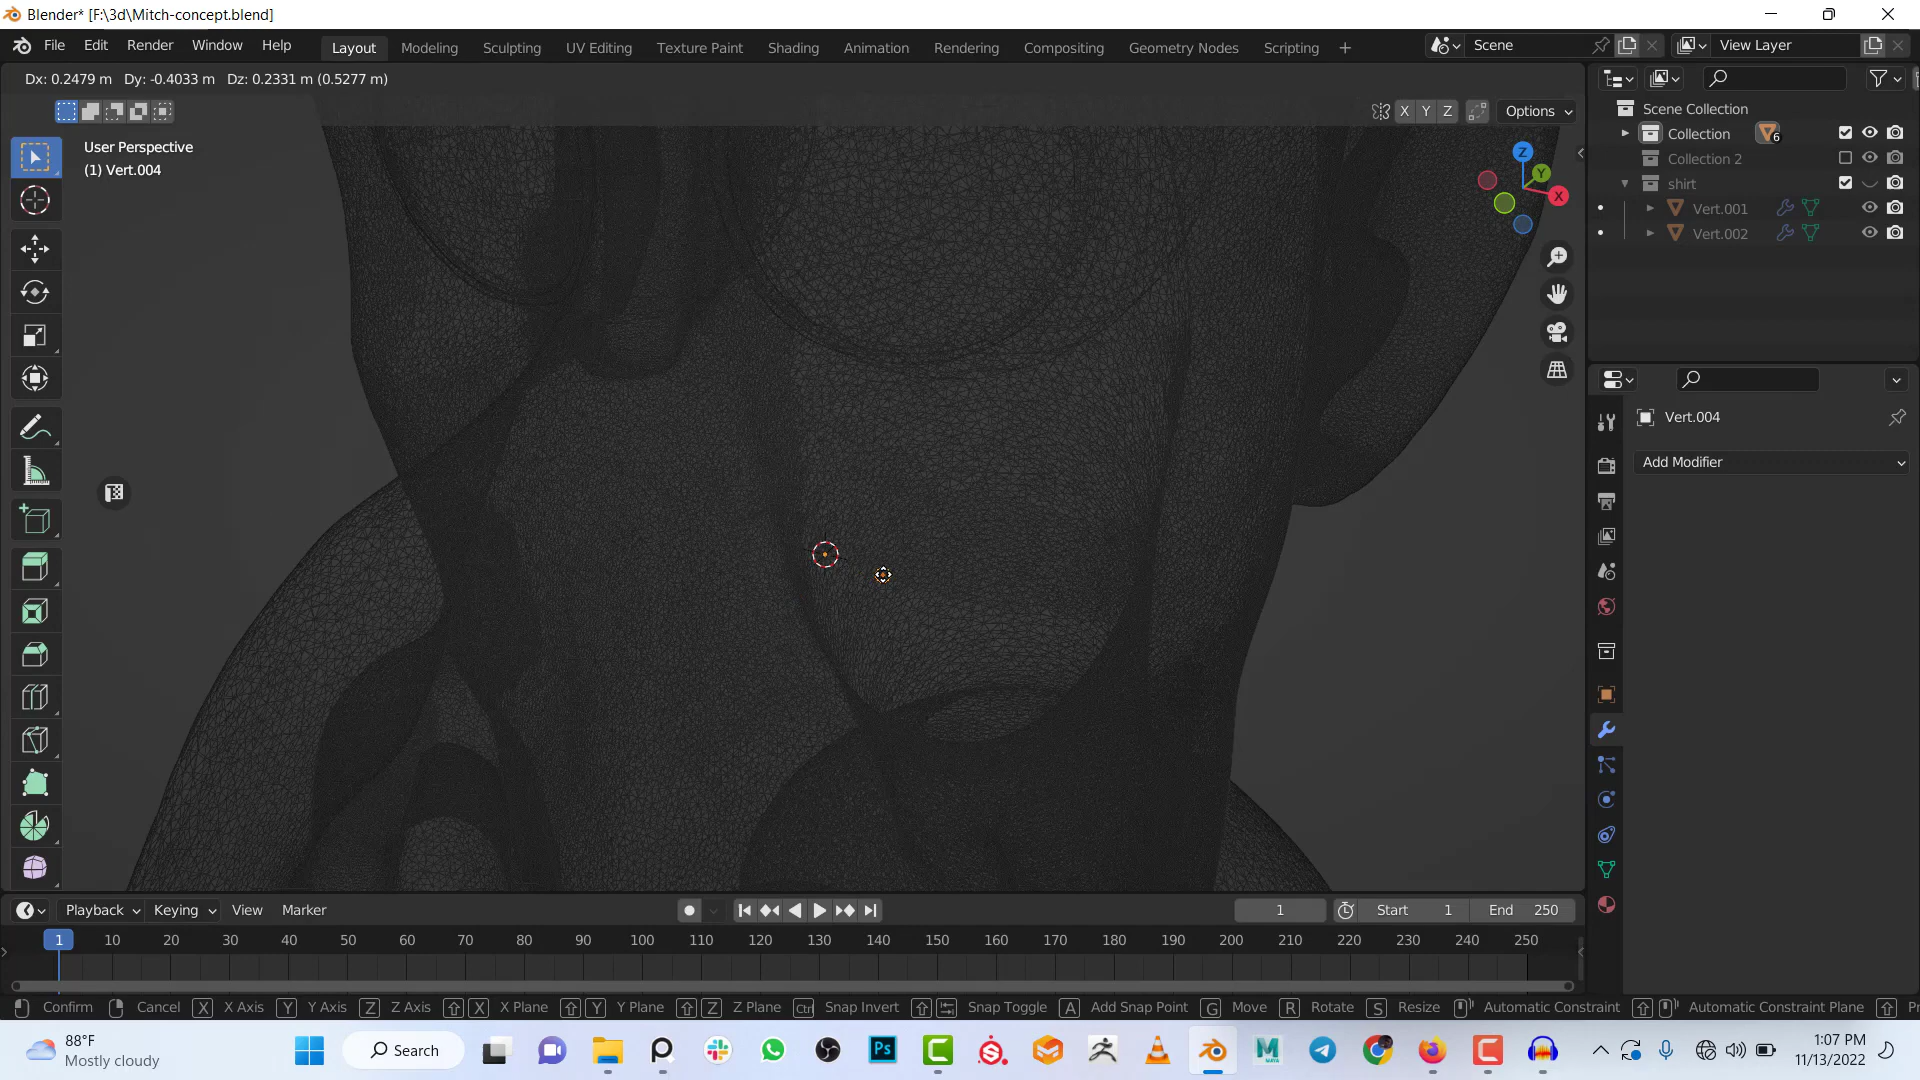 Blender* [F:\3d\Mitch-concept.blend]
File Edit Render Window Help Layout Modeling Sculpting UV Editing Texture Paint Shading Animation Rendering Compositing Geometry Nodes Scripting + Scene View Layer
Dx: 0.2479 m Dy: -0.4033 m Dz: 0.2331 m (0.5277 m)
X Y Z Options
User Perspective
(1) Vert.004
Z
Y
X
Scene Collection
Collection 6
Collection 2
shirt
Vert.001
Vert.002
Vert.004
Add Modifier
Playback Keying View Marker 1 Start 1 End 250
1 10 20 30 40 50 60 70 80 90 100 110 120 130 140 150 160 170 180 190 200 210 220 230 240 250
Confirm Cancel X X Axis Y Y Axis Z Z Axis X X Plane Y Y Plane Z Z Plane Ctrl Snap Invert Snap Toggle A Add Snap Point G Move R Rotate S Resize Automatic Constraint Automatic Constraint Plane
88°F
Mostly cloudy
Search
Ps
1:07 PM
11/13/2022